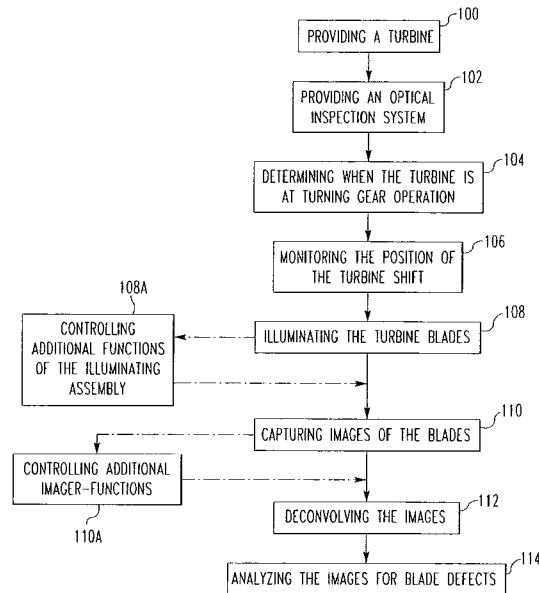 100
PROVIDING A TURBINE
102
PROVIDING AN OPTICAL
INSPECTION SYSTEM
104
DETERMINING WHEN THE TURBINE IS
AT TURNING GEAR OPERATION
106
MONITORING THE POSITION OF
THE TURBINE SHIFT
108A
CONTROLLING
ADDITIONAL FUNCTIONS
OF THE ILLUMINATING
ASSEMBLY
108
ILLUMINATING THE TURBINE BLADES
110
CAPTURING IMAGES OF THE BLADES
CONTROLLING ADDITIONAL
IMAGER-FUNCTIONS
110A
112
DECONVOLVING THE IMAGES
114
ANALYZING THE IMAGES FOR BLADE DEFECTS